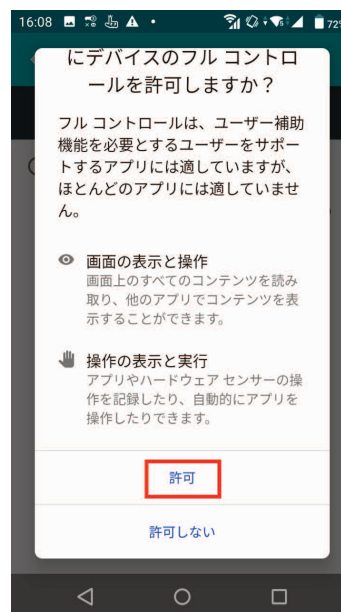 16:08
72%
にデバイスのフル コントロ
ールを許可しますか？
フル コントロールは、ユーザー補助
機能を必要とするユーザーをサポー
トするアプリには適していますが、
ほとんどのアプリには適していませ
ん。
画面の表示と操作
画面上のすべてのコンテンツを読み
取り、他のアプリでコンテンツを表
示することができます。
操作の表示と実行
アプリやハードウェア センサーの操
作を記録したり、自動的にアプリを
操作したりできます。
許可
許可しない